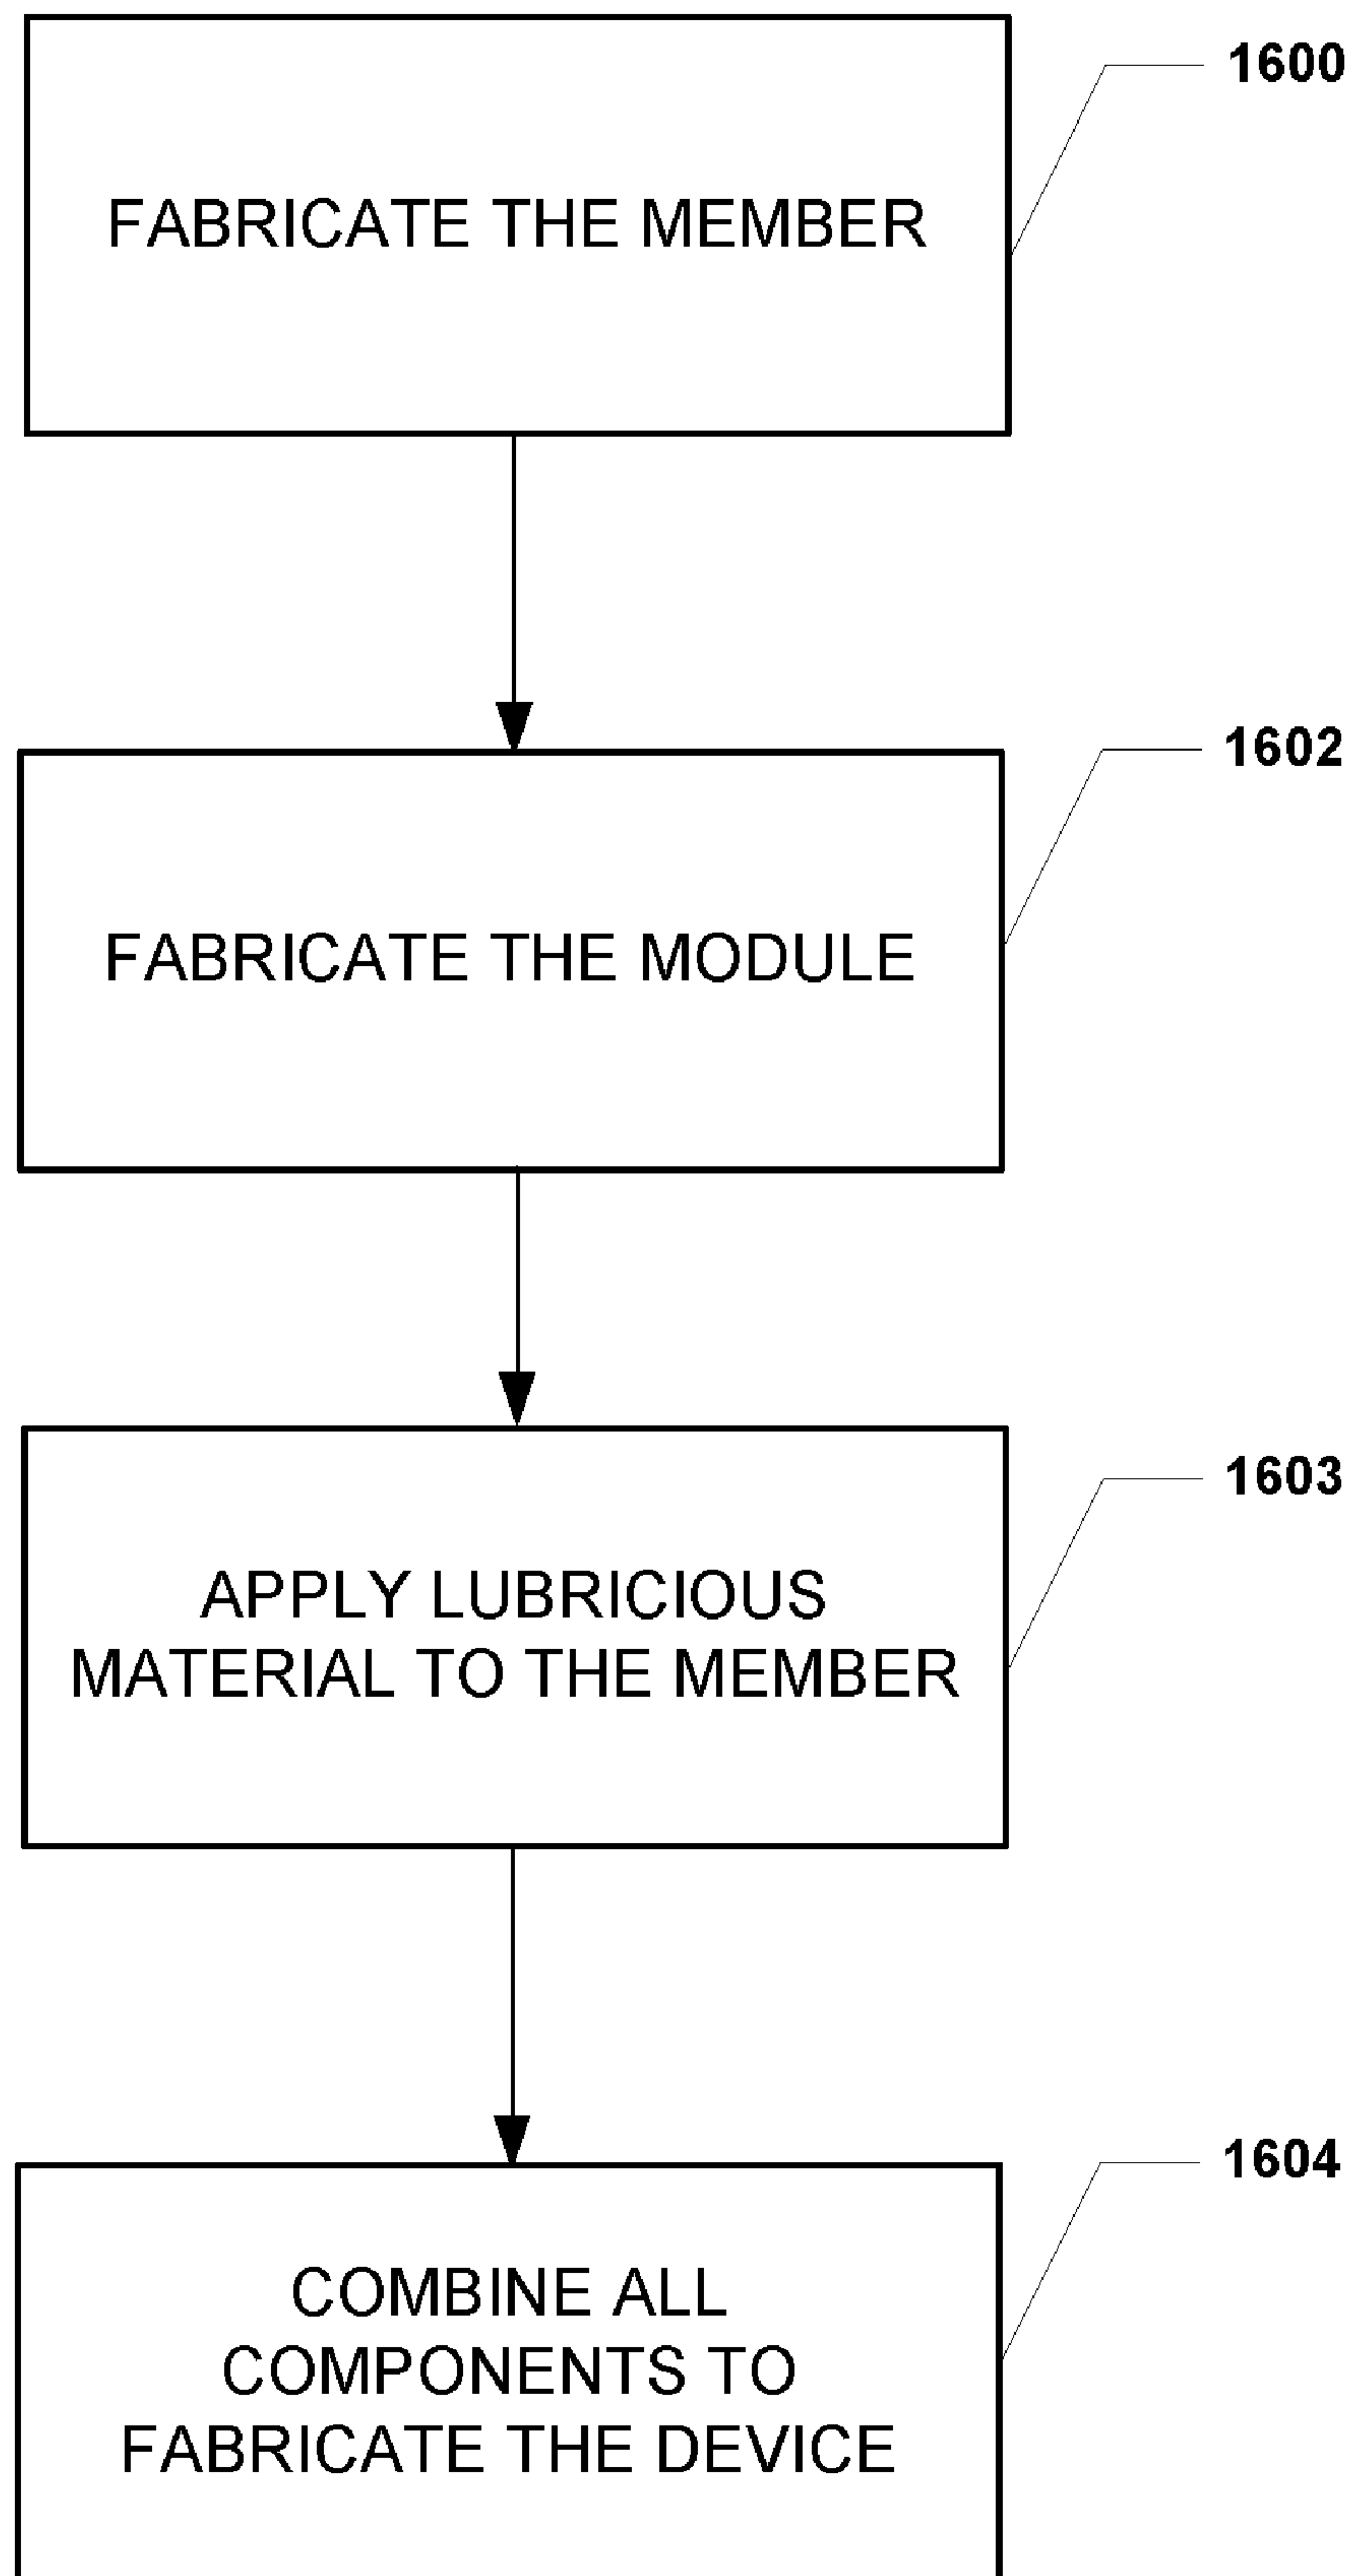 1600
FABRICATE THE MEMBER
1602
FABRICATE THE MODULE
1603
APPLY LUBRICIOUS
MATERIAL TO THE MEMBER
1604
COMBINE ALL
COMPONENTS TO
FABRICATE THE DEVICE